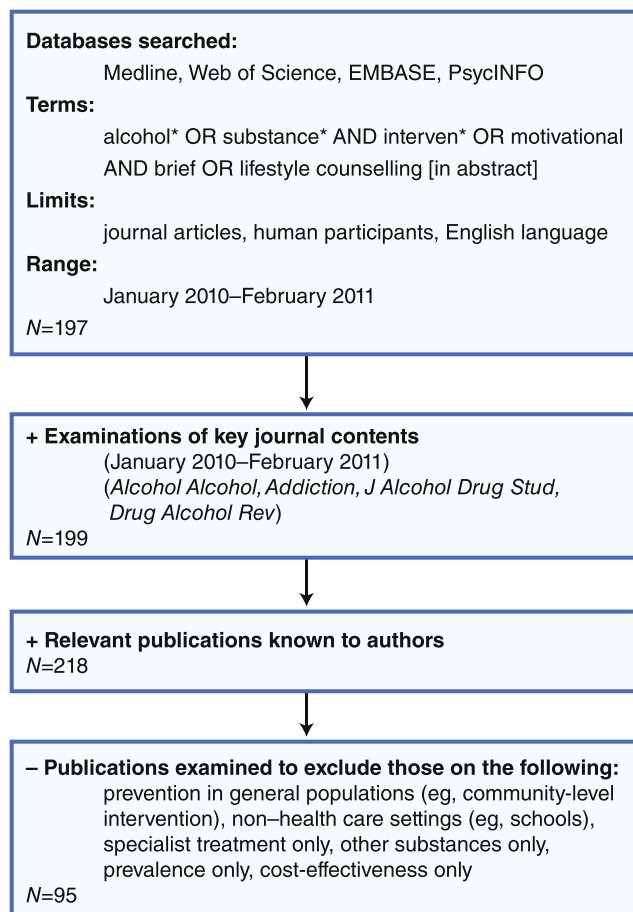 Databases searched:
Medline, Web of Science, EMBASE, PsycINFO
Terms:
alcohol* OR substance* AND interven* OR motivational
AND brief OR lifestyle counselling [in abstract]
Limits:
journal articles, human participants, English language
Range:
January 2010–February 2011
N=197
+ Examinations of key journal contents
(January 2010–February 2011)
(Alcohol Alcohol, Addiction, J Alcohol Drug Stud,
Drug Alcohol Rev)
N=199
+ Relevant publications known to authors
N=218
– Publications examined to exclude those on the following:
prevention in general populations (eg, community-level
intervention), non–health care settings (eg, schools),
specialist treatment only, other substances only,
prevalence only, cost-effectiveness only
N=95